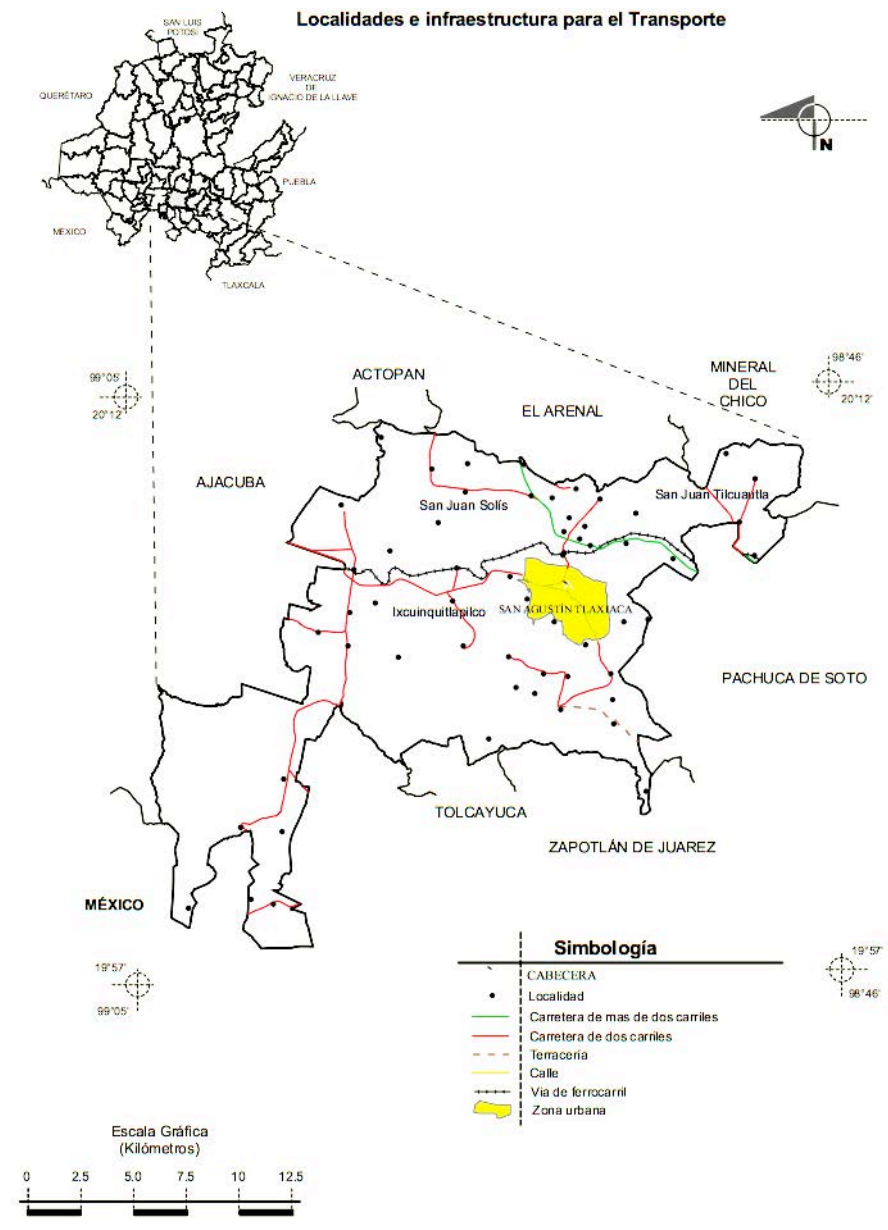 Localidades e infraestructura para el Transporte
SAN LUIS
POTOSÍ
VERACRUZ
DE
IGNACIO DE LA LLAVE
QUERÉTARO
PUEBLA
MÉXICO
TLAXCALA
N
99°05'
20°12'
98°46'
20°12'
ACTOPAN
MINERAL
DEL
CHICO
EL ARENAL
AJACUBA
San Juan Solís
San Juan Tilcuautla
Ixcuinquitlapilco
SAN AGUSTÍN TLAXIACA
PACHUCA DE SOTO
TOLCAYUCA
ZAPOTLÁN DE JUAREZ
MÉXICO
19°57'
99°05'
19°57'
98°46'
Simbología
CABECERA
Localidad
Carretera de mas de dos carriles
Carretera de dos carriles
Terracería
Calle
Via de ferrocarril
Zona urbana
Escala Gráfica
(Kilómetros)
0 2.5 5.0 7.5 10 12.5